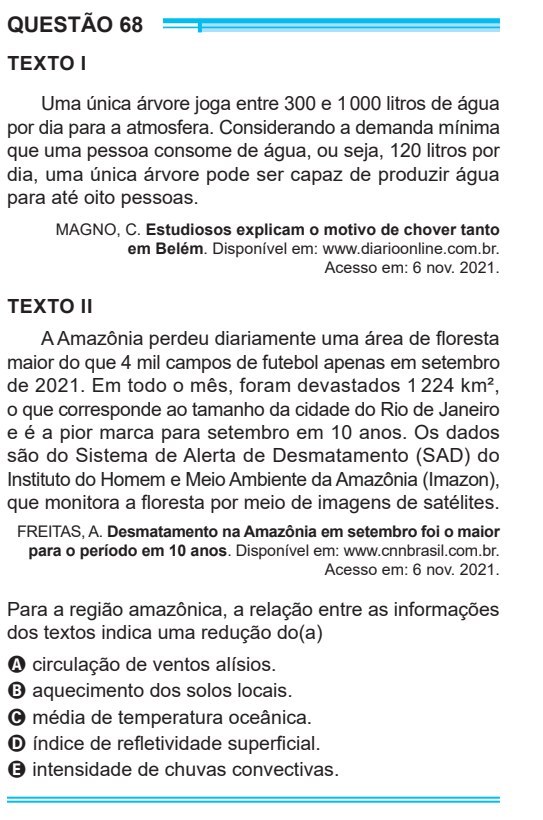 QUESTÃO 68
TEXTO I
Uma única árvore joga entre 300 e 1 000 litros de água
por dia para a atmosfera. Considerando a demanda mínima
que uma pessoa consome de água, ou seja, 120 litros por
dia, uma única árvore pode ser capaz de produzir água
para até oito pessoas.
MAGNO, C. Estudiosos explicam o motivo de chover tanto
em Belém. Disponível em: www.diarioonline.com.br.
Acesso em: 6 nov. 2021.
TEXTO II
A Amazônia perdeu diariamente uma área de floresta
maior do que 4 mil campos de futebol apenas em setembro
de 2021. Em todo o mês, foram devastados 1 224 km²,
o que corresponde ao tamanho da cidade do Rio de Janeiro
e é a pior marca para setembro em 10 anos. Os dados
são do Sistema de Alerta de Desmatamento (SAD) do
Instituto do Homem e Meio Ambiente da Amazônia (Imazon),
que monitora a floresta por meio de imagens de satélites.
FREITAS, A. Desmatamento na Amazônia em setembro foi o maior
para o período em 10 anos. Disponível em: www.cnnbrasil.com.br.
Acesso em: 6 nov. 2021.
Para a região amazônica, a relação entre as informações
dos textos indica uma redução do(a)
A circulação de ventos alísios.
B aquecimento dos solos locais.
C média de temperatura oceânica.
D índice de refletividade superficial.
E intensidade de chuvas convectivas.